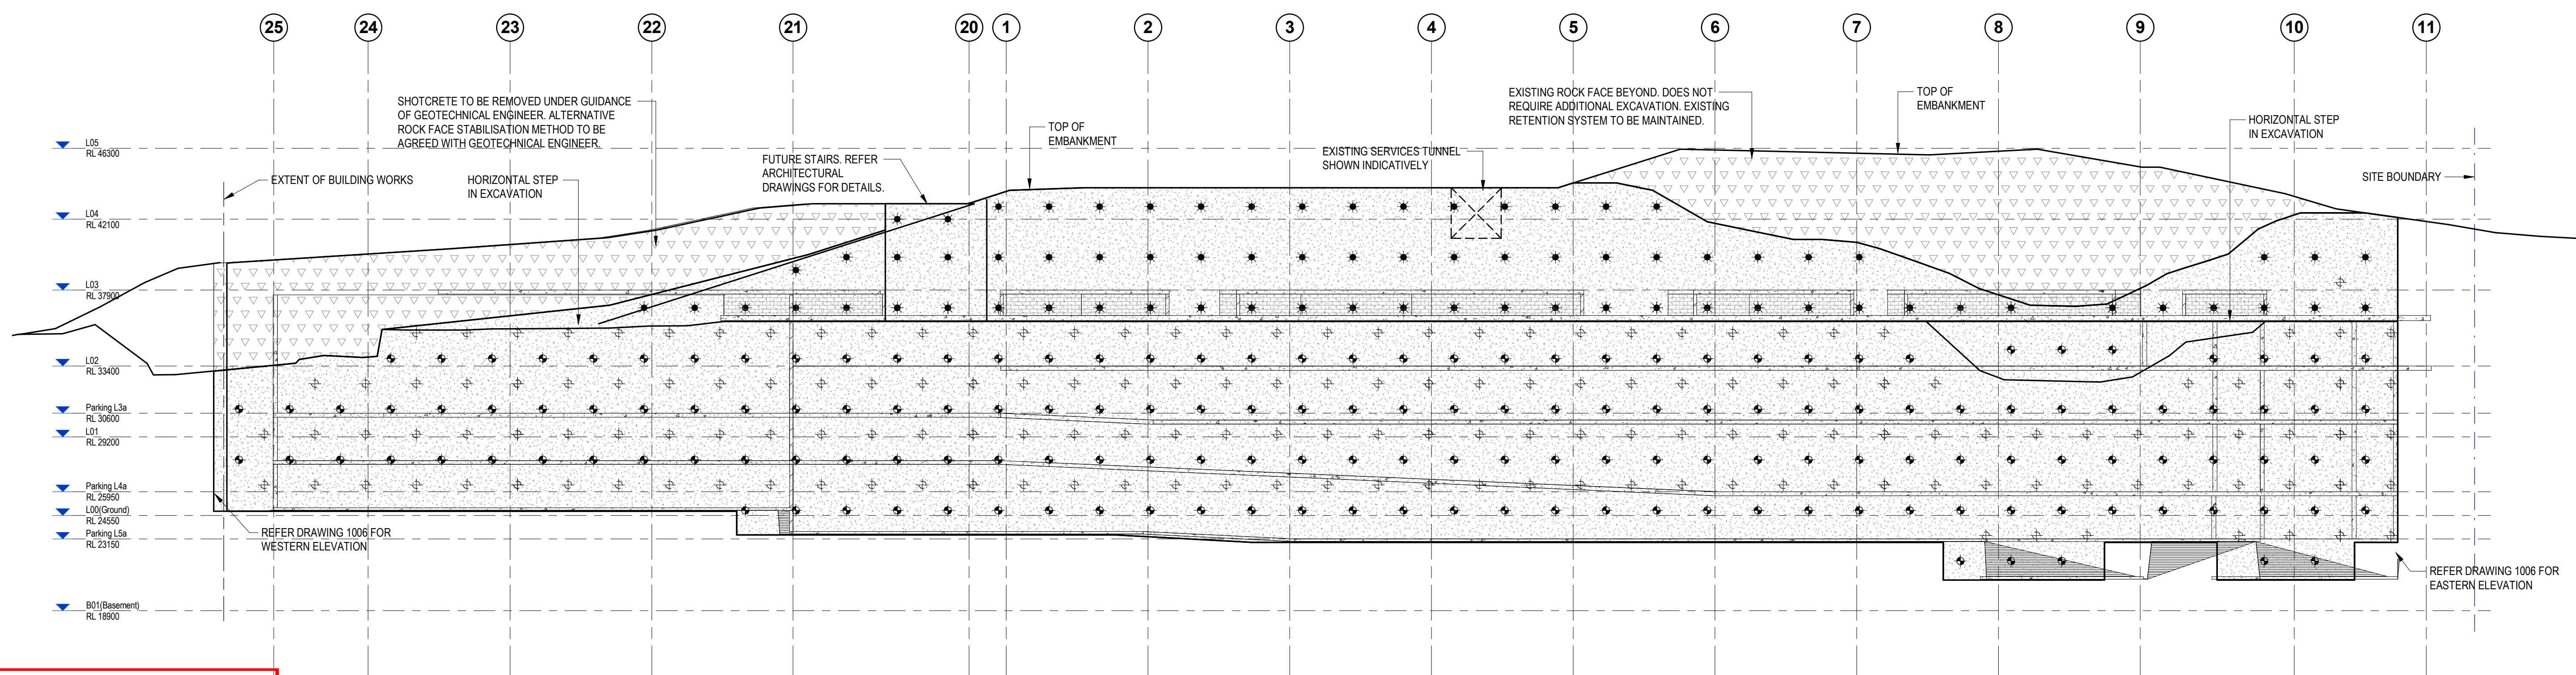 25 24 23 22 21 20 1 2 3 4 5 6 7 8 9 10 11
SHOTCRETE TO BE REMOVED UNDER GUIDANCE
OF GEOTECHNICAL ENGINEER. ALTERNATIVE
ROCK FACE STABILISATION METHOD TO BE
AGREED WITH GEOTECHNICAL ENGINEER.
EXISTING ROCK FACE BEYOND. DOES NOT
REQUIRE ADDITIONAL EXCAVATION. EXISTING
RETENTION SYSTEM TO BE MAINTAINED.
TOP OF
EMBANKMENT
TOP OF
EMBANKMENT
HORIZONTAL STEP
IN EXCAVATION
EXISTING SERVICES TUNNEL
SHOWN INDICATIVELY
FUTURE STAIRS. REFER
ARCHITECTURAL
DRAWINGS FOR DETAILS.
EXTENT OF BUILDING WORKS
HORIZONTAL STEP
IN EXCAVATION
SITE BOUNDARY
L05
RL 46300
L04
RL 42100
L03
RL 37900
L02
RL 33400
Parking L3a
RL 30600
L01
RL 29200
Parking L4a
RL 25950
L00(Ground)
RL 24550
Parking L5a
RL 23150
B01(Basement)
RL 18900
REFER DRAWING 1006 FOR
WESTERN ELEVATION
REFER DRAWING 1006 FOR
EASTERN ELEVATION